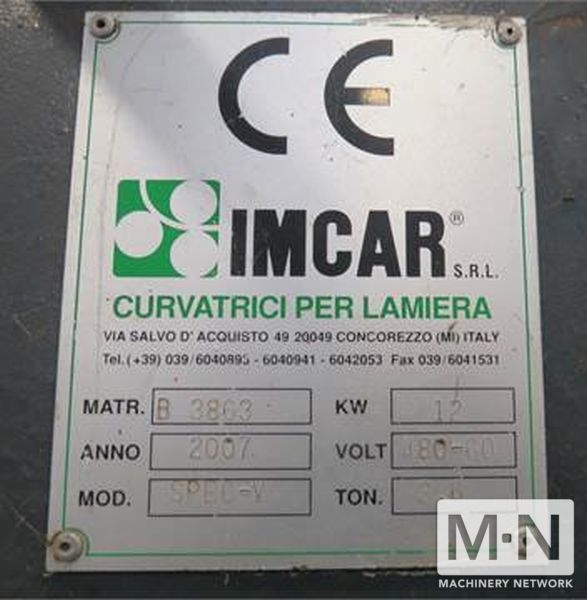 CE
IMCAR®
S.R.L.
CURVATRICI PER LAMIERA
VIA SALVO D' ACQUISTO 49 20049 CONCOREZZO (MI) ITALY
Tel. (+39) 039/6040895 - 6040941 - 6042053 Fax 039/6041531
MATR. B 3863 KW 12
ANNO 2007 VOLT
MOD. TON.
M·N
MACHINERY NETWORK